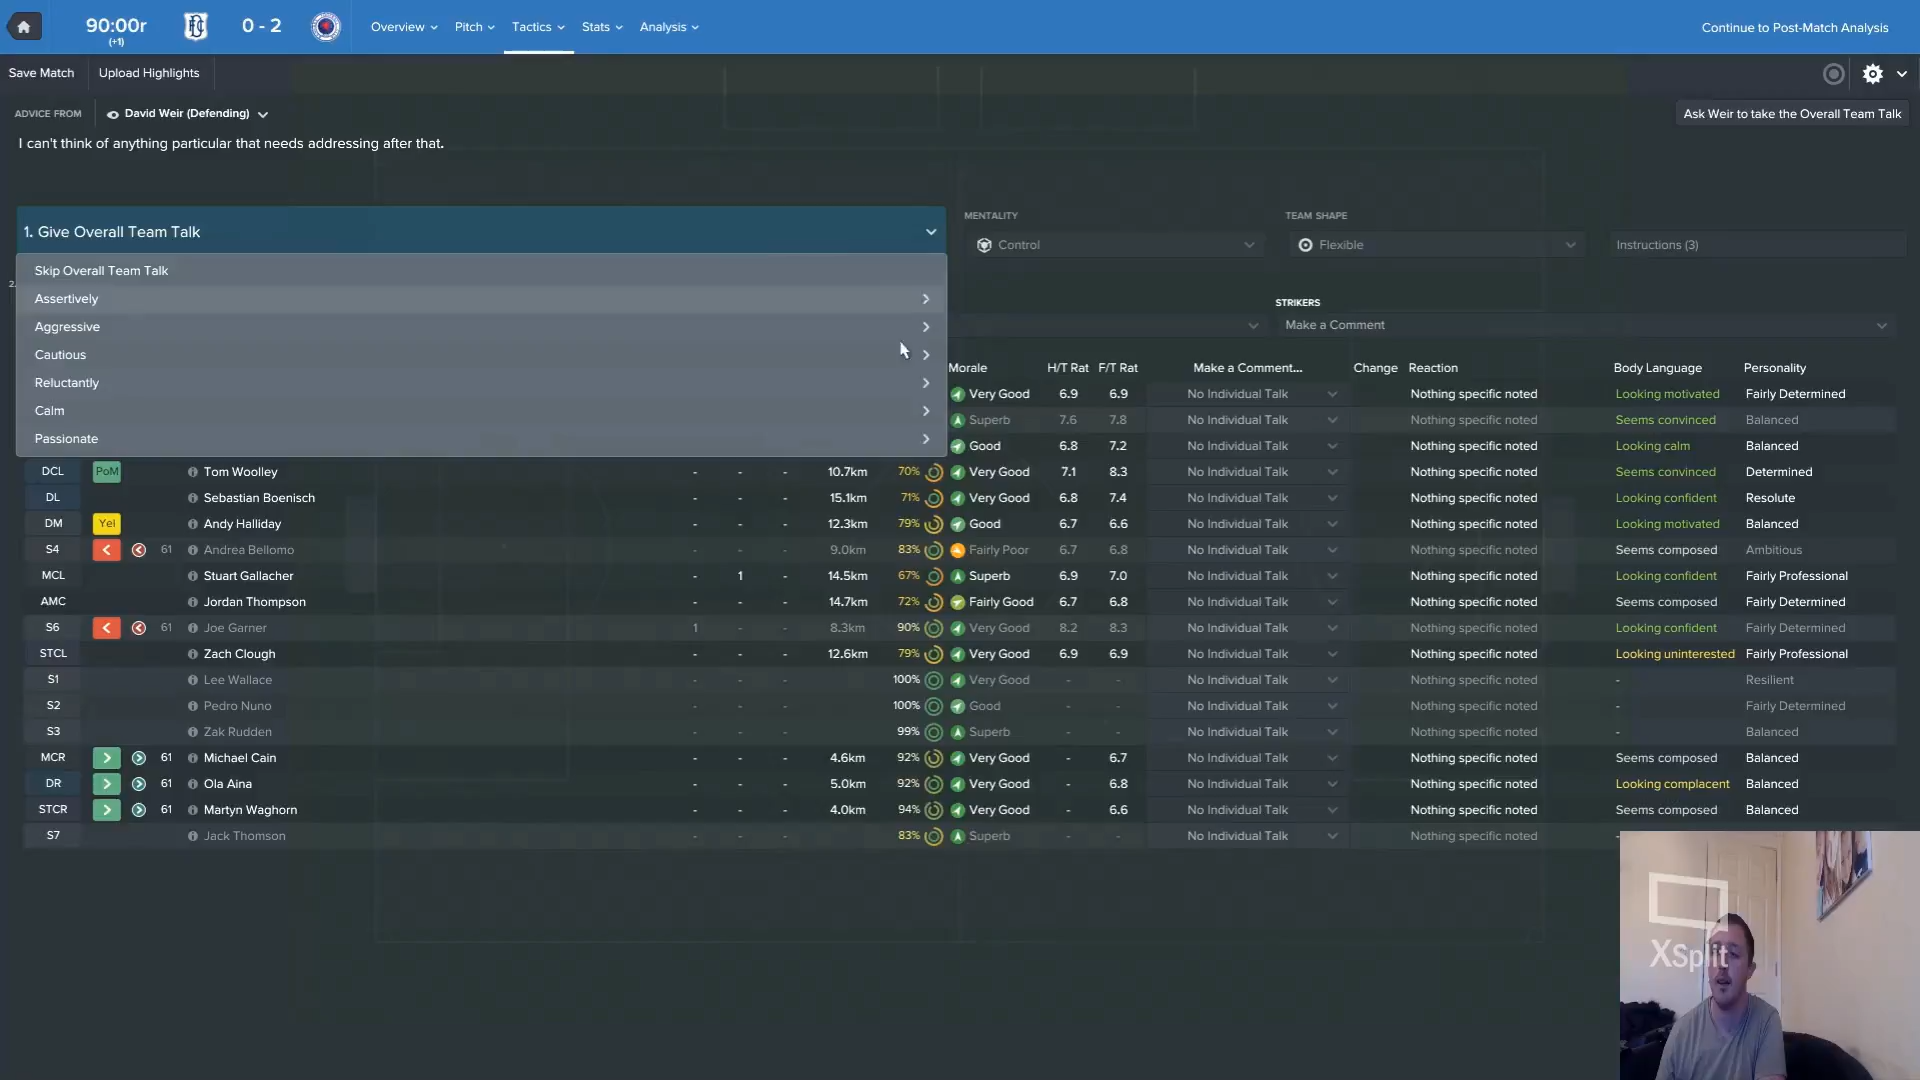 90:00r
(+1)
0 - 2
Overview
Pitch
Tactics
Stats
Analysis
Continue to Post-Match Analysis
Save Match
Upload Highlights
ADVICE FROM
David Weir (Defending)
Ask Weir to take the Overall Team Talk
I can't think of anything particular that needs addressing after that.
1. Give Overall Team Talk
MENTALITY
TEAM SHAPE
Control
Flexible
Instructions (3)
Skip Overall Team Talk
Assertively
Aggressive
Cautious
Reluctantly
Calm
Passionate
2.
STRIKERS
Make a Comment
Morale H/T Rat F/T Rat Make a Comment... Change Reaction Body Language Personality
Very Good 6.9 6.9 No Individual Talk Nothing specific noted Looking motivated Fairly Determined
Superb 7.6 7.8 No Individual Talk Nothing specific noted Seems convinced Balanced
Good 6.8 7.2 No Individual Talk Nothing specific noted Looking calm Balanced
DCL PoM Tom Woolley - - - 10.7km 70% Very Good 7.1 8.3 No Individual Talk Nothing specific noted Seems convinced Determined
DL Sebastian Boenisch - - - 15.1km 71% Very Good 6.8 7.4 No Individual Talk Nothing specific noted Looking confident Resolute
DM Yel Andy Halliday - - - 12.3km 79% Good 6.7 6.6 No Individual Talk Nothing specific noted Looking motivated Balanced
S4 61 Andrea Bellomo - - - 9.0km 83% Fairly Poor 6.7 6.8 No Individual Talk Nothing specific noted Seems composed Ambitious
MCL Stuart Gallacher - 1 - 14.5km 67% Superb 6.9 7.0 No Individual Talk Nothing specific noted Looking confident Fairly Professional
AMC Jordan Thompson - - - 14.7km 72% Fairly Good 6.7 6.8 No Individual Talk Nothing specific noted Seems composed Fairly Determined
S6 61 Joe Garner 1 - - 8.3km 90% Very Good 8.2 8.3 No Individual Talk Nothing specific noted Looking confident Fairly Determined
STCL Zach Clough - - - 12.6km 79% Very Good 6.9 6.9 No Individual Talk Nothing specific noted Looking uninterested Fairly Professional
S1 Lee Wallace 100% Very Good - - No Individual Talk Nothing specific noted - Resilient
S2 Pedro Nuno 100% Good - - No Individual Talk Nothing specific noted - Fairly Determined
S3 Zak Rudden 99% Superb - - No Individual Talk Nothing specific noted - Balanced
MCR 61 Michael Cain - - - 4.6km 92% Very Good - 6.7 No Individual Talk Nothing specific noted Seems composed Balanced
DR 61 Ola Aina - - - 5.0km 92% Very Good - 6.8 No Individual Talk Nothing specific noted Looking complacent Balanced
STCR 61 Martyn Waghorn - - - 4.0km 94% Very Good - 6.6 No Individual Talk Nothing specific noted Seems composed Balanced
S7 Jack Thomson 83% Superb - - No Individual Talk Nothing specific noted -
XSplit